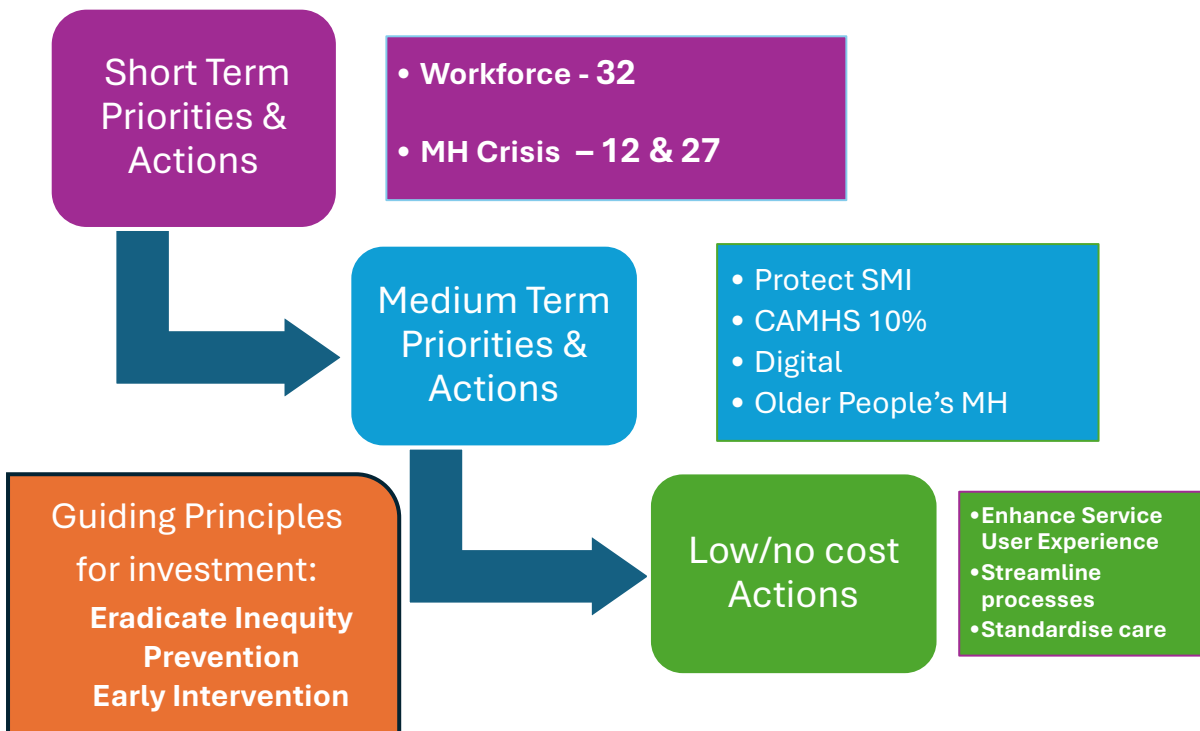 Short Term
Priorities &
Actions
• Workforce - 32
• MH Crisis – 12 & 27
Medium Term
Priorities &
Actions
• Protect SMI
• CAMHS 10%
• Digital
• Older People’s MH
Guiding Principles
for investment:
Eradicate Inequity
Prevention
Early Intervention
Low/no cost
Actions
•Enhance Service
User Experience
•Streamline
processes
•Standardise care